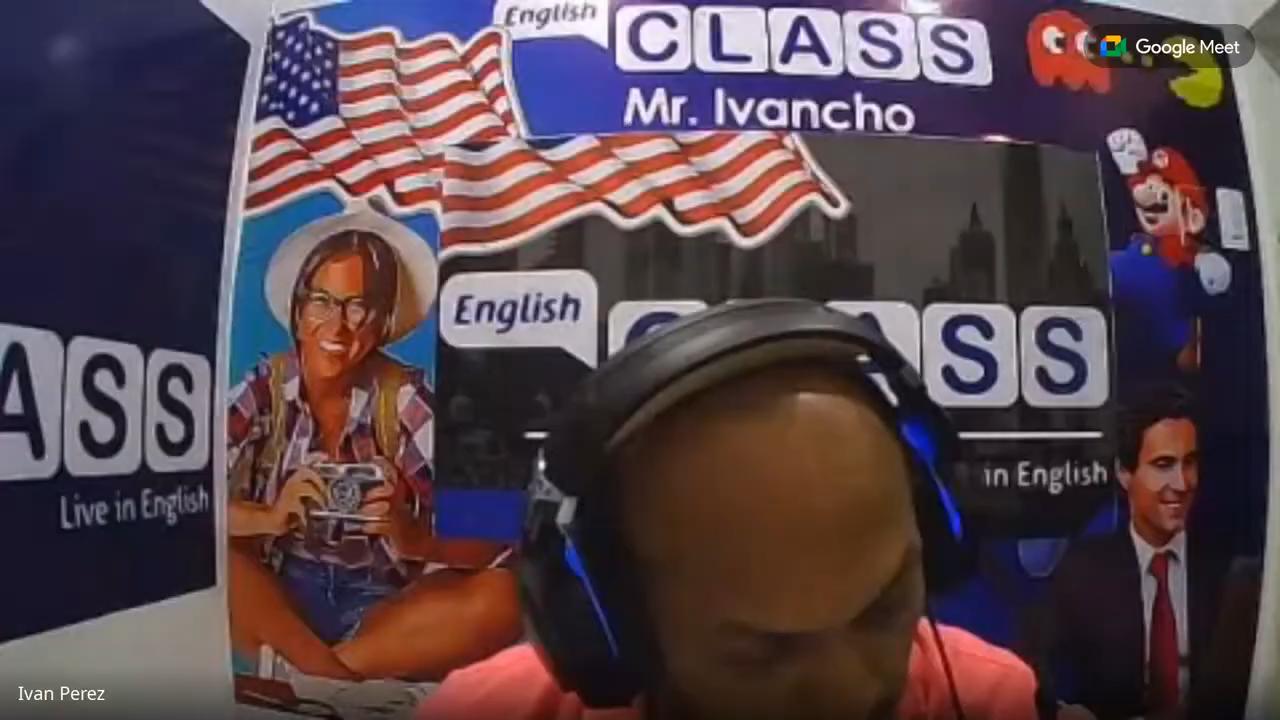 English
CLASS
Google Meet
Mr. Ivancho
English
SS
in English
ASS
Live in English
Ivan Perez